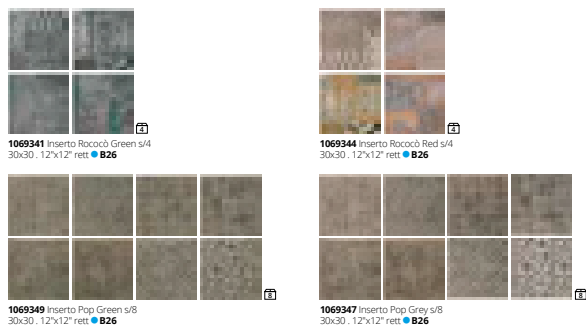 4
1069341 Inserto Rococò Green s/4
30x30 . 12"x12" rett B26
4
1069344 Inserto Rococò Red s/4
30x30 . 12"x12" rett B26
8
1069349 Inserto Pop Green s/8
30x30 . 12"x12" rett B26
8
1069347 Inserto Pop Grey s/8
30x30 . 12"x12" rett B26